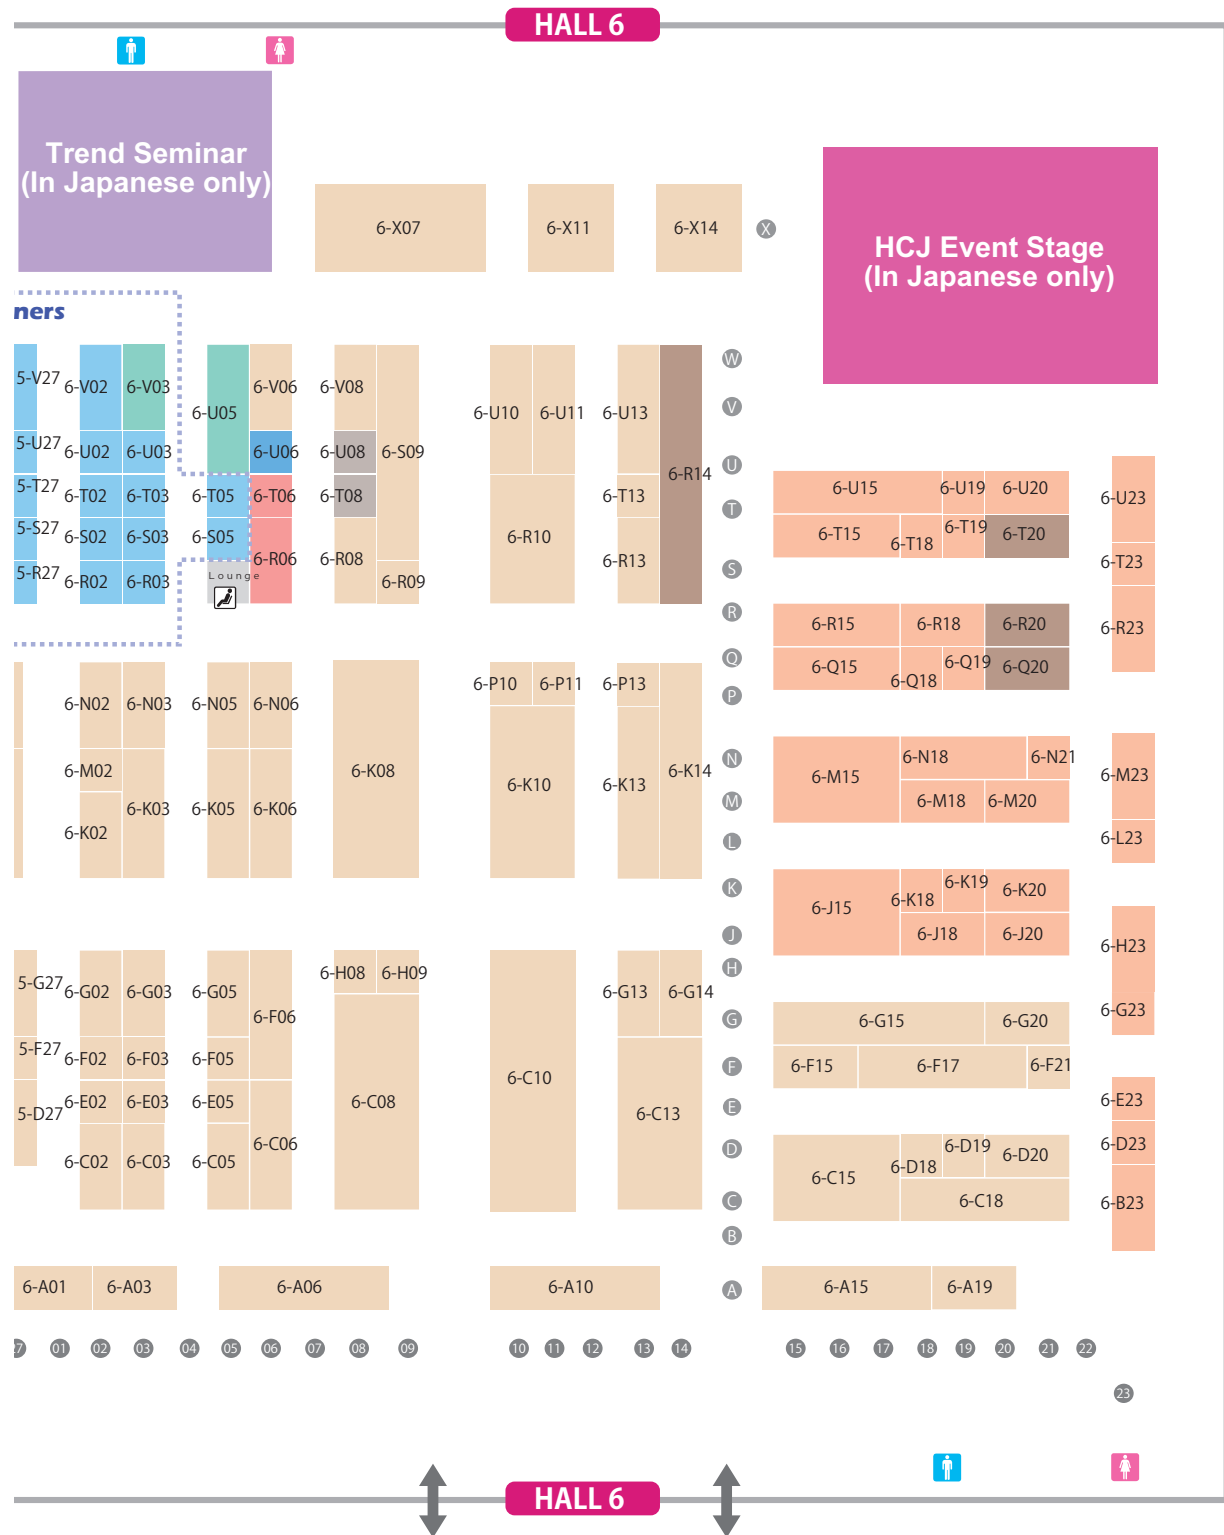 HALL 6
Trend Seminar
(In Japanese only)
HCJ Event Stage
(In Japanese only)
6-X07 6-X11 6-X14 X
ners
W
5-V27 6-V02 6-V03 6-V06 6-V08
6-U05 6-U10 6-U11 6-U13 V
5-U27 6-U02 6-U03 6-U06 6-U08 6-S09
6-R14 U
5-T27 6-T02 6-T03 6-T05 6-T06 6-T08 6-T13 T
6-U15 6-U19 6-U20 6-U23
5-S27 6-S02 6-S03 6-S05 6-R10
6-T15 6-T18 6-T19 6-T20
6-R06 6-R08 6-R13 S
6-T23
5-R27 6-R02 6-R03 Lounge 6-R09
R
6-R15 6-R18 6-R20 6-R23
Q
6-Q15 6-Q18 6-Q19 6-Q20
6-P10 6-P11 6-P13 P
6-N02 6-N03 6-N05 6-N06
N
6-N18 6-N21
6-M02 6-K08 6-K14
6-M15 6-M23
6-K03 6-K05 6-K06 6-K10 6-K13 M
6-M18 6-M20
6-K02 L
6-L23
K
6-K18 6-K19 6-K20
6-J15
J
6-J18 6-J20
6-H23
6-H08 6-H09 H
5-G27 6-G02 6-G03 6-G05 6-G13 6-G14
6-G23
6-F06 G
6-G15 6-G20
5-F27 6-F02 6-F03 6-F05 F
6-F15 6-F17 6-F21
6-C10
5-D27 6-E02 6-E03 6-E05 6-C08 E
6-E23
6-C13
6-C06 D
6-D18 6-D19 6-D20 6-D23
6-C02 6-C03 6-C05
6-C15
C
6-C18 6-B23
B
6-A01 6-A03 6-A06 6-A10 A 6-A15 6-A19
27 01 02 03 04 05 06 07 08 09 10 11 12 13 14 15 16 17 18 19 20 21 22
23
HALL 6